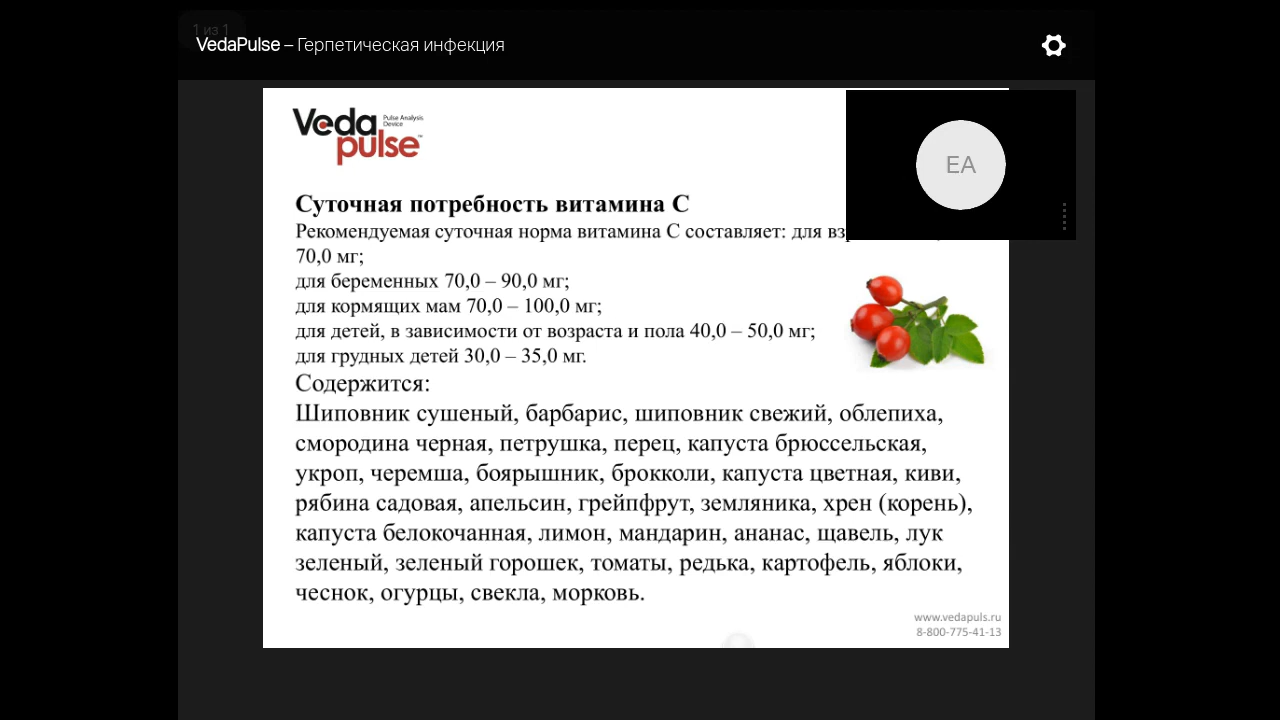 1 из 1
VedaPulse – Герпетическая инфекция
Veda
Pulse Analysis
Device
pulse™
EA
Суточная потребность витамина С
Рекомендуемая суточная норма витамина С составляет: для
70,0 мг;
для беременных 70,0 – 90,0 мг;
для кормящих мам 70,0 – 100,0 мг;
для детей, в зависимости от возраста и пола 40,0 – 50,0 мг;
для грудных детей 30,0 – 35,0 мг.
Содержится:
Шиповник сушеный, барбарис, шиповник свежий, облепиха,
смородина черная, петрушка, перец, капуста брюссельская,
укроп, черемша, боярышник, брокколи, капуста цветная, киви,
рябина садовая, апельсин, грейпфрут, земляника, хрен (корень),
капуста белокочанная, лимон, мандарин, ананас, щавель, лук
зеленый, зеленый горошек, томаты, редька, картофель, яблоки,
чеснок, огурцы, свекла, морковь.
www.vedapuls.ru
8-800-775-41-13